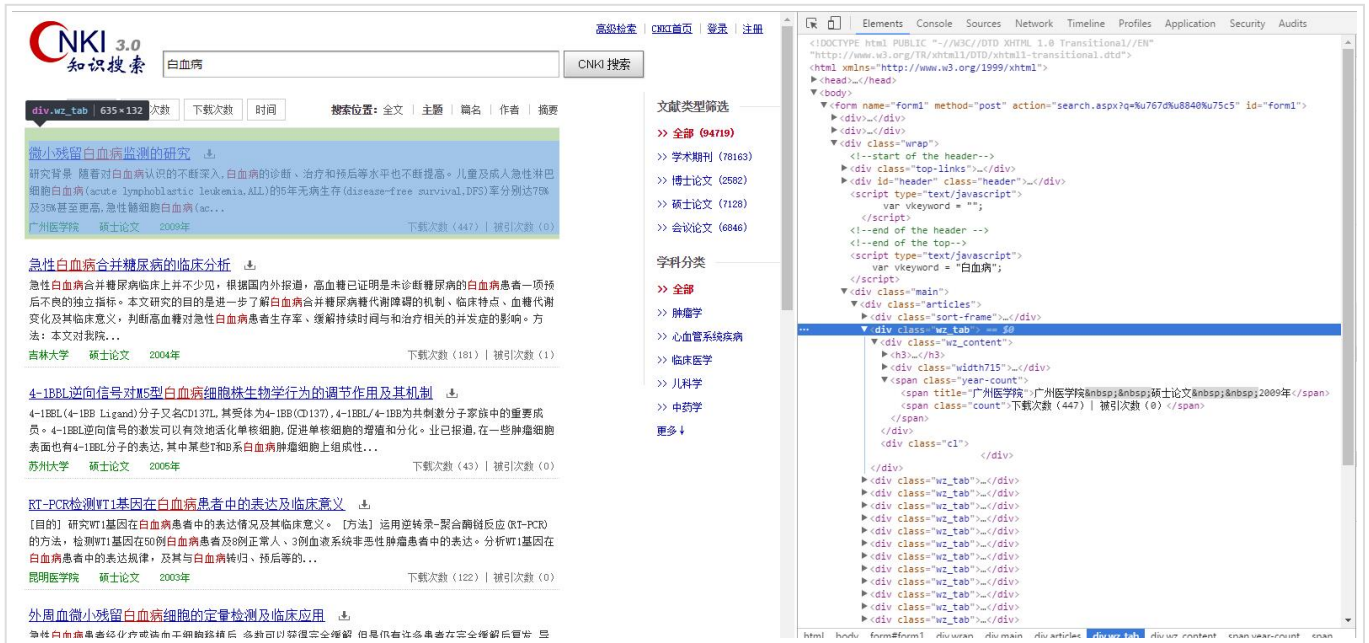 CNKI 3.0
知识搜索
高级检索 | CNKI首页 | 登录 | 注册
白血病
CNKI 搜索
div.wz_tab | 635×132
次数 下载次数 时间 搜索位置: 全文 | 主题 | 篇名 | 作者 | 摘要
微小残留白血病监测的研究
研究背景 随着对白血病认识的不断深入,白血病的诊断、治疗和预后等水平也不断提高。儿童及成人急性淋巴
细胞白血病(acute lymphoblastic leukemia,ALL)的5年无病生存(disease-free survival,DFS)率分别达75%
及35%甚至更高,急性髓细胞白血病(ac...
广州医学院 硕士论文 2009年 下载次数 (447) | 被引次数 (0)
急性白血病合并糖尿病的临床分析
急性白血病合并糖尿病临床上并不少见，根据国内外报道，高血糖已证明是未诊断糖尿病的白血病患者一项预
后不良的独立指标。本文研究的目的是进一步了解白血病合并糖尿病糖代谢障碍的机制、临床特点、血糖代谢
变化及其临床意义，判断高血糖对急性白血病患者生存率、缓解持续时间与和治疗相关的并发症的影响。方
法：本文对我院...
吉林大学 硕士论文 2004年 下载次数 (181) | 被引次数 (1)
4-1BBL逆向信号对M5型白血病细胞株生物学行为的调节作用及其机制
4-1BBL(4-1BB Ligand)分子又名CD137L,其受体为4-1BB(CD137),4-1BBL/4-1BB为共刺激分子家族中的重要成
员。4-1BBL逆向信号的激发可以有效地活化单核细胞,促进单核细胞的增殖和分化。业已报道,在一些肿瘤细胞
表面也有4-1BBL分子的表达,其中某些T和B系白血病肿瘤细胞上组成性...
苏州大学 硕士论文 2005年 下载次数 (43) | 被引次数 (0)
RT-PCR检测WT1基因在白血病患者中的表达及临床意义
[目的] 研究WT1基因在白血病患者中的表达情况及其临床意义。 [方法] 运用逆转录-聚合酶链反应(RT-PCR)
的方法，检测WT1基因在50例白血病患者及8例正常人、3例血液系统非恶性肿瘤患者中的表达。分析WT1基因在
白血病患者中的表达规律，及其与白血病转归、预后等的...
昆明医学院 硕士论文 2003年 下载次数 (122) | 被引次数 (0)
外周血微小残留白血病细胞的定量检测及临床应用
文献类型筛选
>> 全部 (94719)
>> 学术期刊 (78163)
>> 博士论文 (2582)
>> 硕士论文 (7128)
>> 会议论文 (6846)
学科分类
>> 全部
>> 肿瘤学
>> 心血管系统疾病
>> 临床医学
>> 儿科学
>> 中药学
更多↓
Elements Console Sources Network Timeline Profiles Application Security Audits
<!DOCTYPE html PUBLIC "-//W3C//DTD XHTML 1.0 Transitional//EN"
"http://www.w3.org/TR/xhtml1/DTD/xhtml1-transitional.dtd">
<html xmlns="http://www.w3.org/1999/xhtml">
▶<head>…</head>
▼<body>
▼<form name="form1" method="post" action="search.aspx?q=%u767d%u8840%u75c5" id="form1">
▶<div>…</div>
▶<div>…</div>
▼<div class="wrap">
<!--start of the header-->
▶<div class="top-links">…</div>
▶<div id="header" class="header">…</div>
<script type="text/javascript">
var vkeyword = "";
</script>
<!--end of the header -->
<!--end of the top-->
<script type="text/javascript">
var vkeyword = "白血病";
</script>
▼<div class="main">
▼<div class="articles">
▶<div class="sort-frame">…</div>
… ▼<div class="wz_tab"> == $0
▼<div class="wz_content">
▶<h3>…</h3>
▶<div class="width715">…</div>
▼<span class="year-count">
<span title="广州医学院">广州医学院&nbsp;&nbsp;硕士论文&nbsp;&nbsp;2009年</span>
<span class="count">下载次数 (447) | 被引次数 (0) </span>
</span>
</div>
<div class="cl">
</div>
</div>
▶<div class="wz_tab">…</div>
▶<div class="wz_tab">…</div>
▶<div class="wz_tab">…</div>
▶<div class="wz_tab">…</div>
▶<div class="wz_tab">…</div>
▶<div class="wz_tab">…</div>
▶<div class="wz_tab">…</div>
▶<div class="wz_tab">…</div>
▶<div class="wz_tab">…</div>
▶<div class="wz_tab">…</div>
▶<div class="wz_tab">…</div>
▶<div class="wz_tab">…</div>
html body form#form1 div.wrap div.main div.articles div.wz_tab div.wz_content span.year-count span